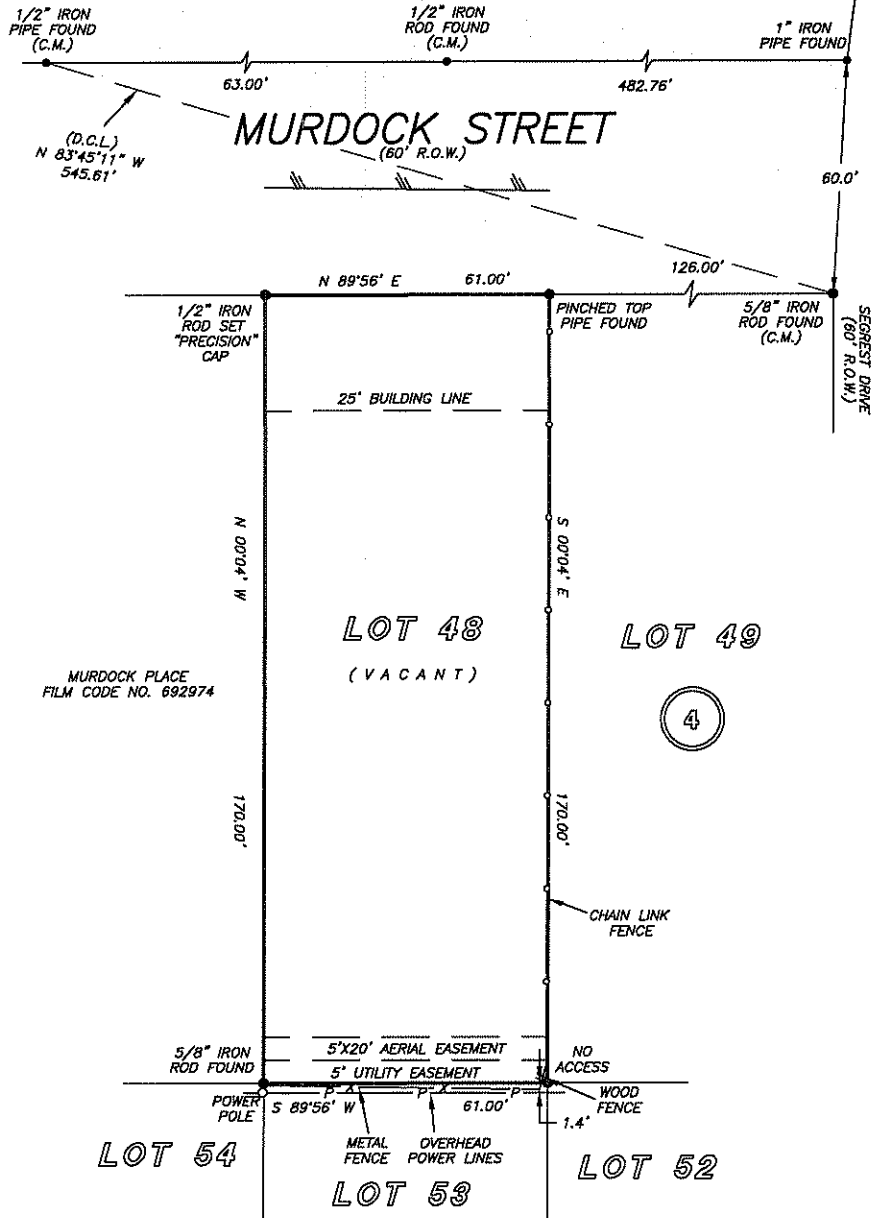 1/2" IRON
PIPE FOUND
(C.M.)
1/2" IRON
ROD FOUND
(C.M.)
1" IRON
PIPE FOUND
63.00'
482.76'
MURDOCK STREET
(60' R.O.W.)
(D.C.L.)
N 83°45'11" W
545.61'
60.0'
126.00'
N 89°56' E 61.00'
1/2" IRON
ROD SET
"PRECISION"
CAP
PINCHED TOP
PIPE FOUND
5/8" IRON
ROD FOUND
(C.M.)
SEGREST DRIVE
(60' R.O.W.)
25' BUILDING LINE
N 00°04' W
S 00°04' E
LOT 48
(VACANT)
LOT 49
MURDOCK PLACE
FILM CODE NO. 692974
4
170.00'
170.00'
CHAIN LINK
FENCE
5/8" IRON
ROD FOUND
5'X20' AERIAL EASEMENT
5' UTILITY EASEMENT
NO
ACCESS
POWER
POLE
S 89°56' W 61.00'
P X P X P
WOOD
FENCE
1.4'
METAL
FENCE
OVERHEAD
POWER LINES
LOT 54
LOT 53
LOT 52